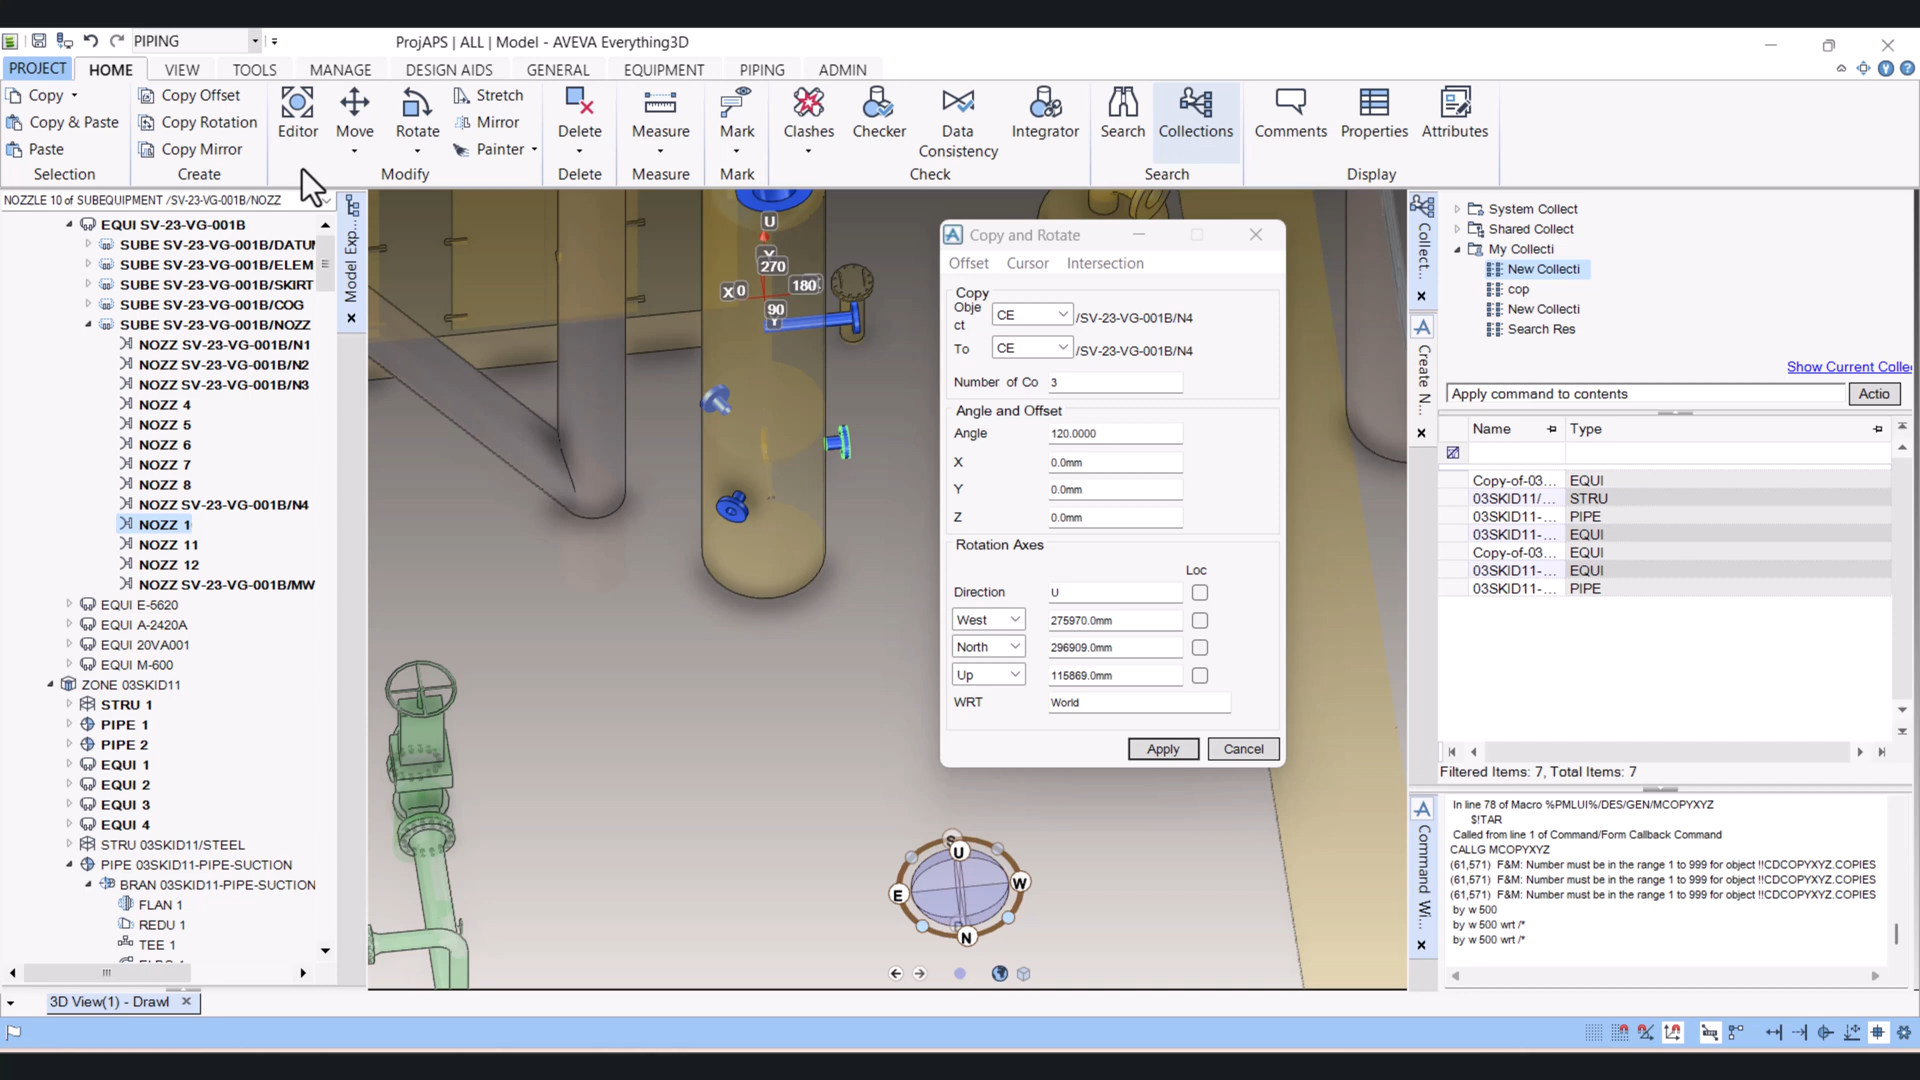 PIPING
ProjAPS | ALL | Model - AVEVA Everything3D
PROJECT
HOME
VIEW
TOOLS
MANAGE
DESIGN AIDS
GENERAL
EQUIPMENT
PIPING
ADMIN
Copy
Copy & Paste
Paste
Selection
Copy Offset
Copy Rotation
Copy Mirror
Create
Editor
Move
Rotate
Stretch
Mirror
Painter
Modify
Delete
Delete
Measure
Measure
Mark
Mark
Clashes
Checker
Data
Consistency
Integrator
Check
Search
Collections
Search
Comments
Properties
Attributes
Display
NOZZLE 10 of SUBEQUIPMENT /SV-23-VG-001B/NOZZ
EQUI SV-23-VG-001B
SUBE SV-23-VG-001B/DATU
SUBE SV-23-VG-001B/ELEM
SUBE SV-23-VG-001B/SKIRT
SUBE SV-23-VG-001B/COG
SUBE SV-23-VG-001B/NOZZ
NOZZ SV-23-VG-001B/N1
NOZZ SV-23-VG-001B/N2
NOZZ SV-23-VG-001B/N3
NOZZ 4
NOZZ 5
NOZZ 6
NOZZ 7
NOZZ 8
NOZZ SV-23-VG-001B/N4
NOZZ 1
NOZZ 11
NOZZ 12
NOZZ SV-23-VG-001B/MW
EQUI E-5620
EQUI A-2420A
EQUI 20VA001
EQUI M-600
ZONE 03SKID11
STRU 1
PIPE 1
PIPE 2
EQUI 1
EQUI 2
EQUI 3
EQUI 4
STRU 03SKID11/STEEL
PIPE 03SKID11-PIPE-SUCTION
BRAN 03SKID11-PIPE-SUCTION
FLAN 1
REDU 1
TEE 1
Model Exp...
3D View(1) - Drawl
U
Y
270
X 0
180
90
Y
S
U
E
W
N
Copy and Rotate
Offset
Cursor
Intersection
Copy
Obje
ct
CE
/SV-23-VG-001B/N4
To
CE
/SV-23-VG-001B/N4
Number of Co
3
Angle and Offset
Angle
120.0000
X
0.0mm
Y
0.0mm
Z
0.0mm
Rotation Axes
Loc
Direction
U
West
275970.0mm
North
296909.0mm
Up
115869.0mm
WRT
World
Apply
Cancel
Collect...
Create N...
Command Wi...
System Collect
Shared Collect
My Collecti
New Collecti
cop
New Collecti
Search Res
Show Current Colle
Apply command to contents
Actio
Name
Type
Copy-of-03...
EQUI
03SKID11/...
STRU
03SKID11-...
PIPE
03SKID11-...
EQUI
Copy-of-03...
EQUI
03SKID11-...
EQUI
03SKID11-...
PIPE
Filtered Items: 7, Total Items: 7
In line 78 of Macro %PMLUI%/DES/GEN/MCOPYXYZ
$!TAR
Called from line 1 of Command/Form Callback Command
CALLG MCOPYXYZ
(61,571) F&M: Number must be in the range 1 to 999 for object !!CDCOPYXYZ.COPIES
(61,571) F&M: Number must be in the range 1 to 999 for object !!CDCOPYXYZ.COPIES
(61,571) F&M: Number must be in the range 1 to 999 for object !!CDCOPYXYZ.COPIES
by w 500
by w 500 wrt /*
by w 500 wrt /*